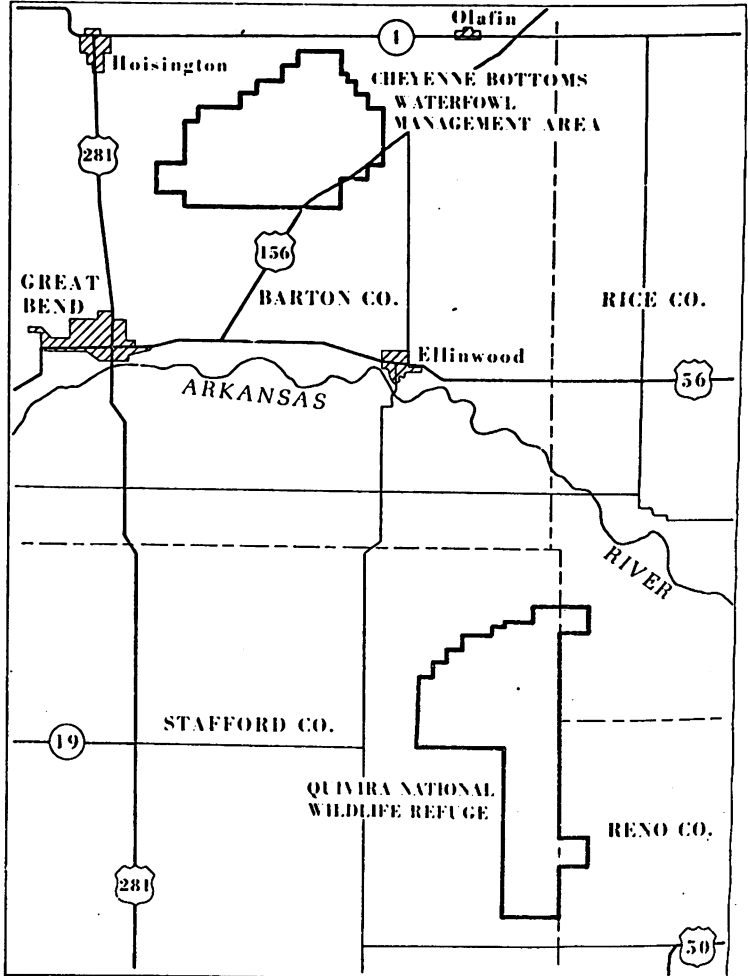 Olafin
4
Hoisington
CHEYENNE BOTTOMS
WATERFOWL
MANAGEMENT AREA
281
156
GREAT
BEND
BARTON CO.
RICE CO.
Ellinwood
56
ARKANSAS
RIVER
STAFFORD CO.
19
QUIVIRA NATIONAL
WILDLIFE REFUGE
RENO CO.
281
50